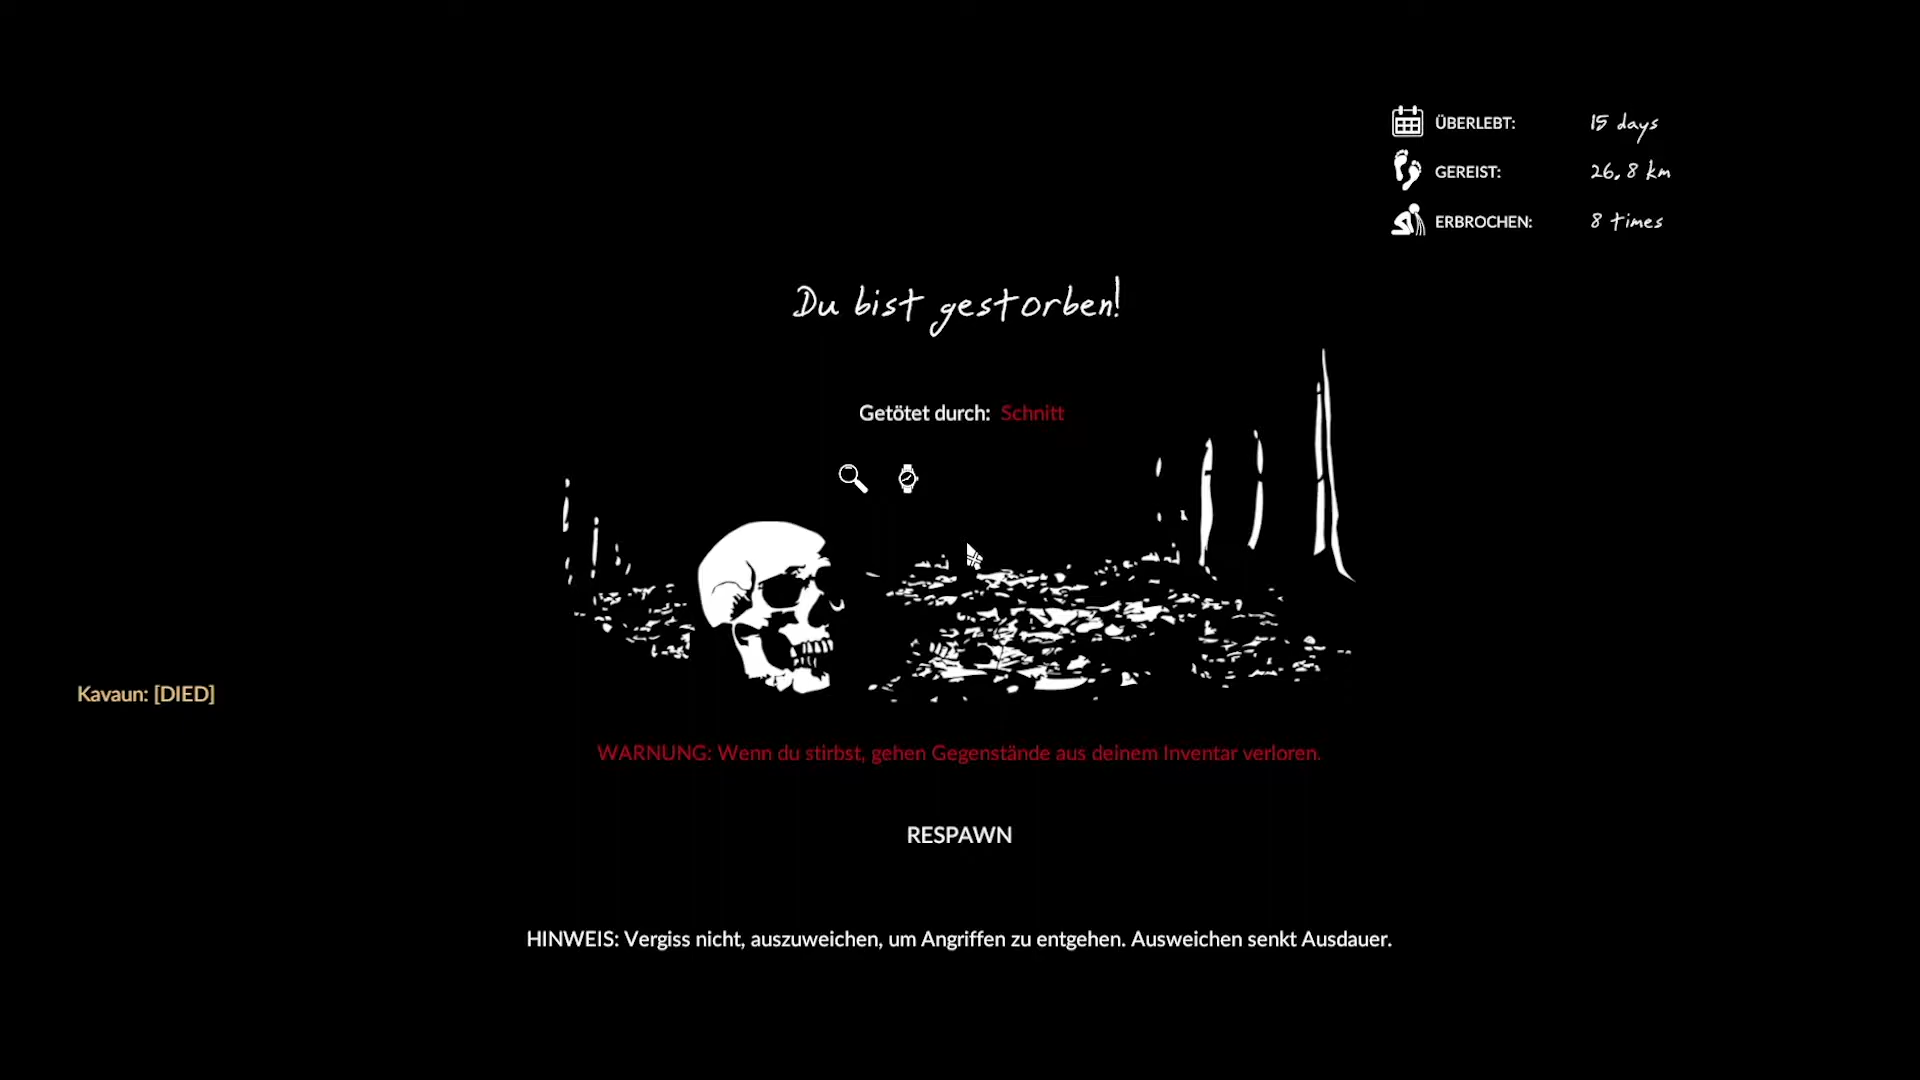 ÜBERLEBT: 15 days
GEREIST: 26.8 km
ERBROCHEN: 8 times
Du bist gestorben!
Getötet durch: Schnitt
Kavaun: [DIED]
WARNUNG: Wenn du stirbst, gehen Gegenstände aus deinem Inventar verloren.
RESPAWN
HINWEIS: Vergiss nicht, auszuweichen, um Angriffen zu entgehen. Ausweichen senkt Ausdauer.